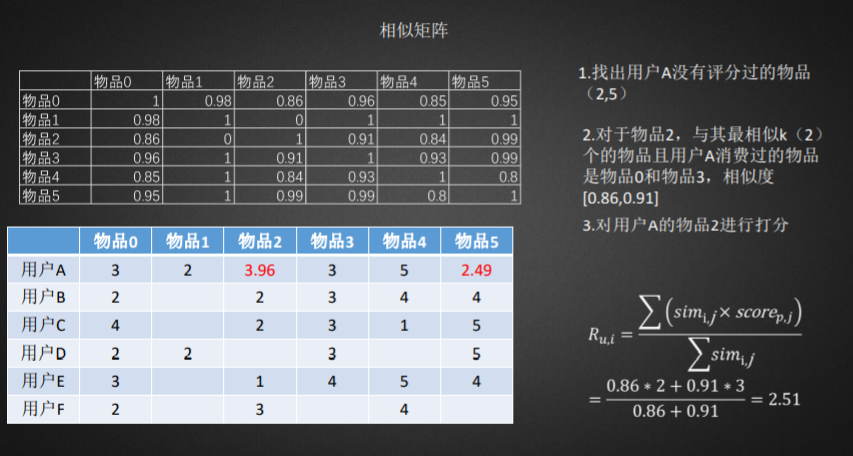 相似矩阵
物品0 物品1 物品2 物品3 物品4 物品5
物品0 1 0.98 0.86 0.96 0.85 0.95
物品1 0.98 1 0 1 1 1
物品2 0.86 0 1 0.91 0.84 0.99
物品3 0.96 1 0.91 1 0.93 0.99
物品4 0.85 1 0.84 0.93 1 0.8
物品5 0.95 1 0.99 0.99 0.8 1
物品0 物品1 物品2 物品3 物品4 物品5
用户A 3 2 3.96 3 5 2.49
用户B 2 2 3 4 4
用户C 4 2 3 1 5
用户D 2 2 3 5
用户E 3 1 4 5 4
用户F 2 3 4
1.找出用户A没有评分过的物品
（2,5）
2.对于物品2，与其最相似k（2）
个的物品且用户A消费过的物品
是物品0和物品3，相似度
[0.86,0.91]
3.对用户A的物品2进行打分
R_{u,i} = ∑(sim_{i,j} × score_{p,j}) / ∑sim_{i,j}
= (0.86 * 2 + 0.91 * 3) / (0.86 + 0.91) = 2.51